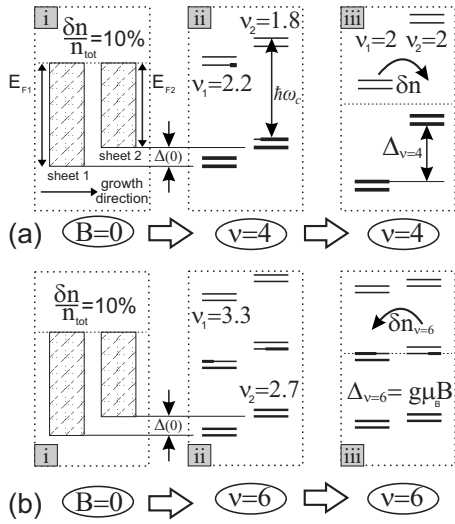 i
δn/n_tot=10%
E_F1
E_F2
sheet 1
sheet 2
Δ(0)
growth
direction
ii
ν₂=1.8
ν₁=2.2
ħω_c
iii
ν₁=2 ν₂=2
δn
Δ_ν=4
(a) B=0 ν=4 ν=4
δn/n_tot=10%
Δ(0)
i
ν₁=3.3
ν₂=2.7
ii
δn_ν=6
Δ_ν=6= gμ_BB
iii
(b) B=0 ν=6 ν=6